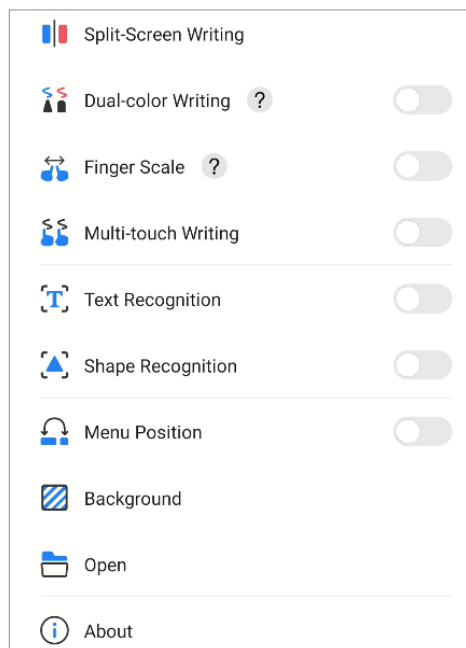 Split-Screen Writing
Dual-color Writing ?
Finger Scale ?
Multi-touch Writing
T Text Recognition
Shape Recognition
Menu Position
Background
Open
i About